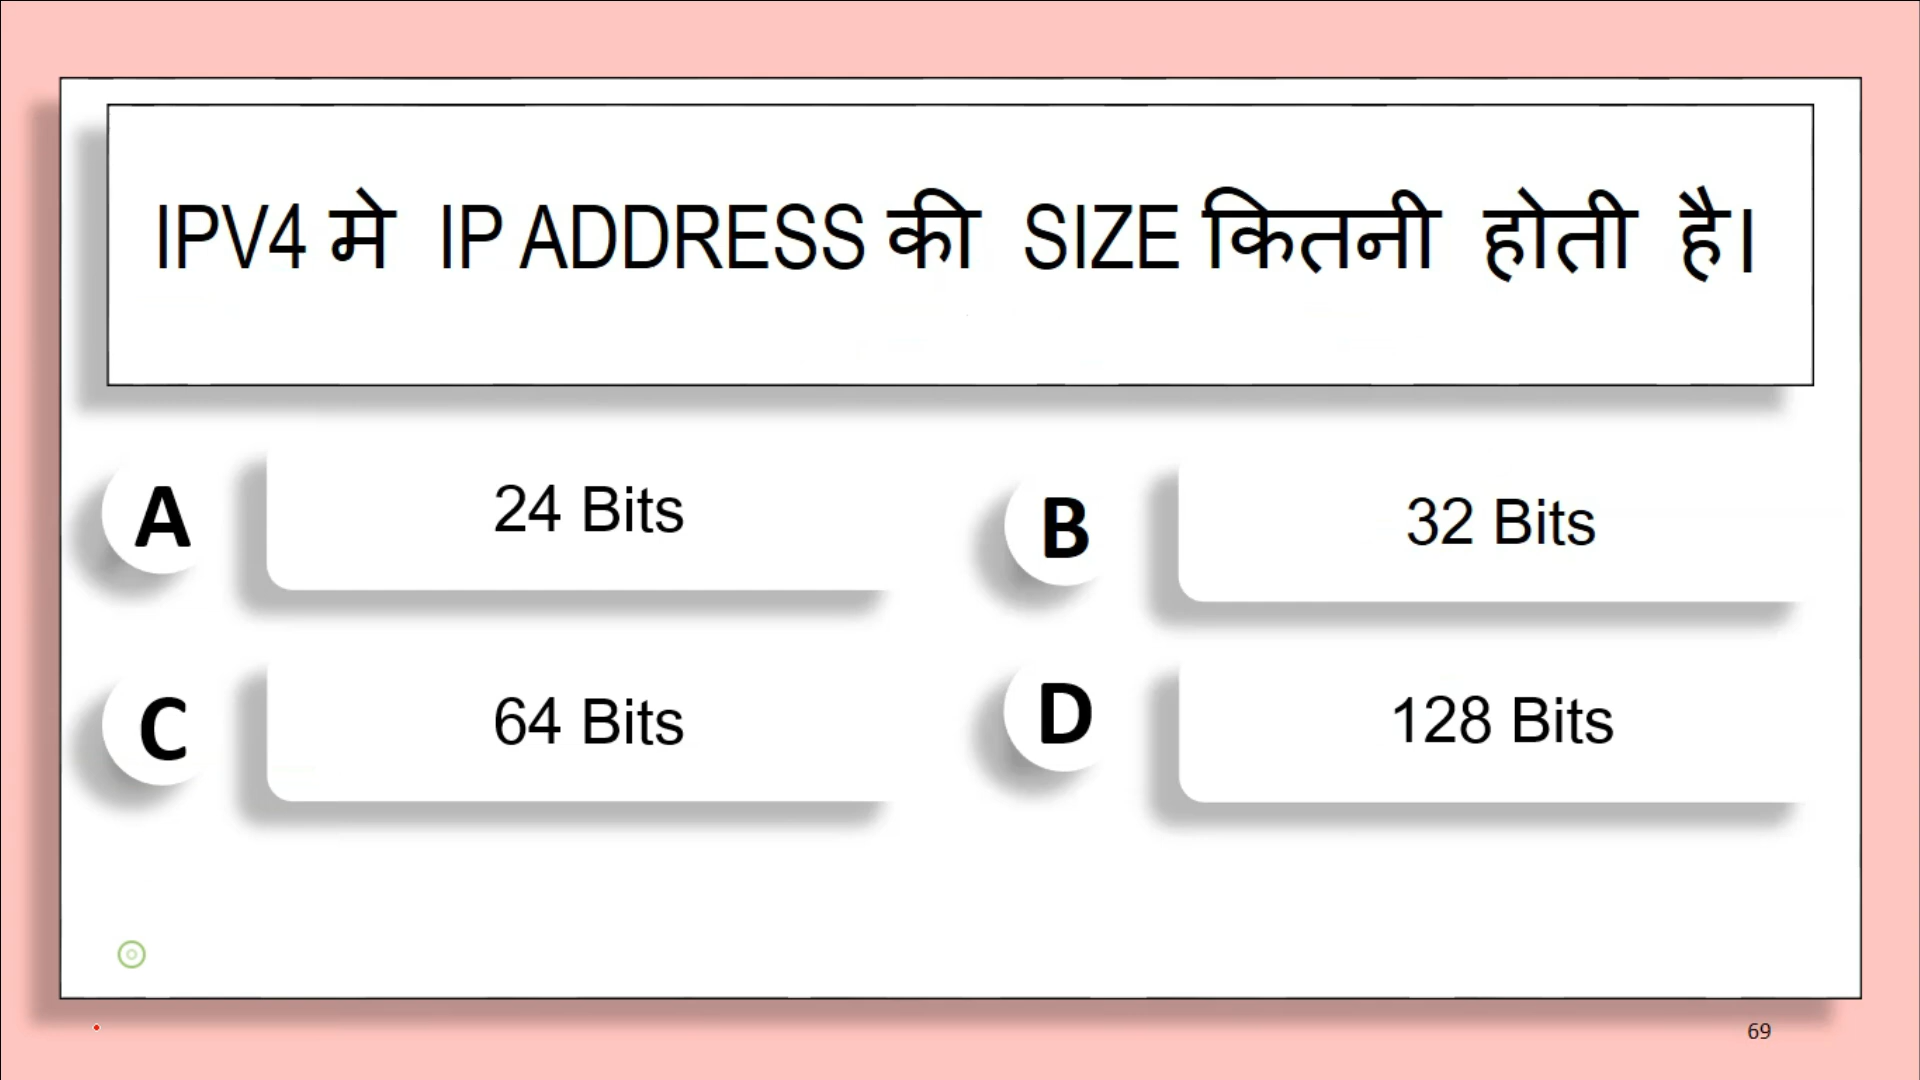 IPV4 मे IP ADDRESS की SIZE कितनी होती है।
A 24 Bits
B 32 Bits
C 64 Bits
D 128 Bits
69